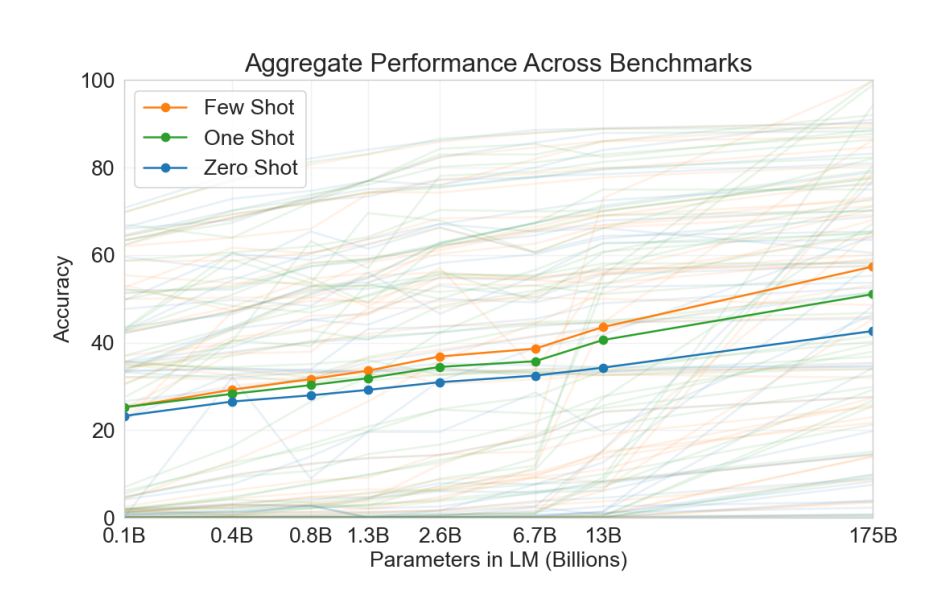 Aggregate Performance Across Benchmarks
100
Few Shot
One Shot
Zero Shot
80
60
40
20
0
Accuracy
0.1B 0.4B 0.8B 1.3B 2.6B 6.7B 13B 175B
Parameters in LM (Billions)